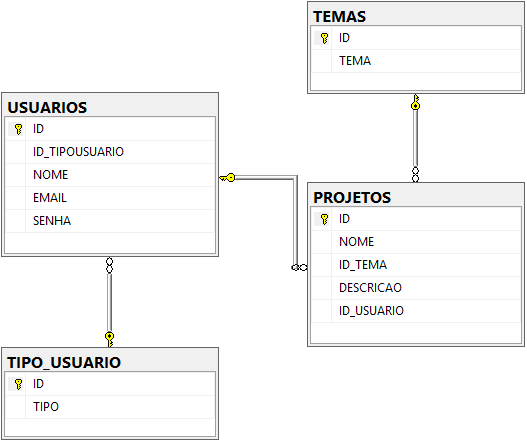 TEMAS
ID
TEMA
USUARIOS
ID
ID_TIPOUSUARIO
NOME
EMAIL
SENHA
PROJETOS
ID
NOME
ID_TEMA
DESCRICAO
ID_USUARIO
TIPO_USUARIO
ID
TIPO